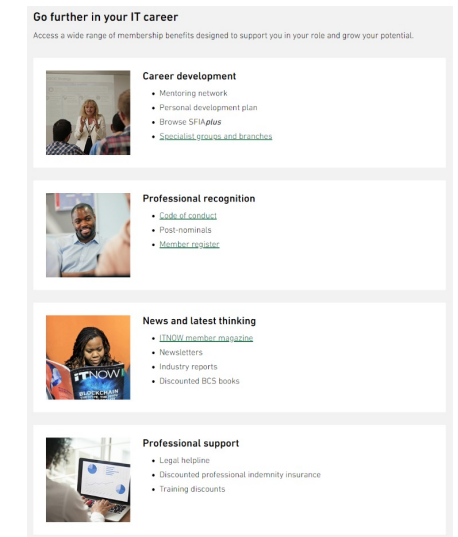 Go further in your IT career
Access a wide range of membership benefits designed to support you in your role and grow your potential.
Career development
Mentoring network
Personal development plan
Browse SFIAplus
Specialist groups and branches
Professional recognition
Code of conduct
Post-nominals
Member register
News and latest thinking
ITNOW member magazine
Newsletters
Industry reports
Discounted BCS books
iTNOW
BLOCKCHAIN
Professional support
Legal helpline
Discounted professional indemnity insurance
Training discounts